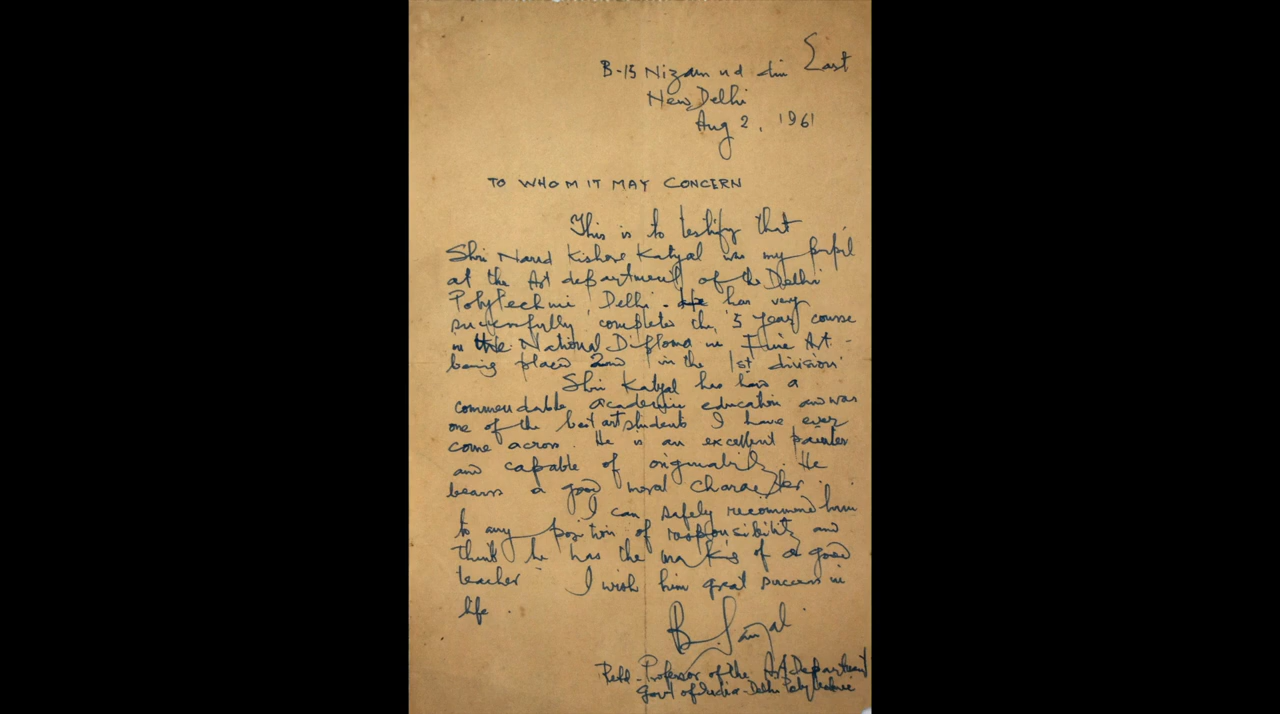 B-15 Nizam ud din East
New Delhi
Aug 2, 1961
TO WHOM IT MAY CONCERN
This is to testify that
Shri Nand Kishore Katyal was my pupil
at the Art department of the Delhi
Polytechnic, Delhi. He has very
successfully completed the 5 year course
in the National Diploma in Fine Art -
being placed 2nd in the 1st division.
Shri Katyal has had a
commendable academic education and was
one of the best art students I have ever
come across. He is an excellent painter
and capable of originality. He
bears a good moral character.
I can safely recommend him
to any position of responsibility and
think he has the makings of a good
teacher. I wish him great success in
life.
B. Sanyal
Retd. Professor of the Art Department
Govt of India - Delhi Polytechnic